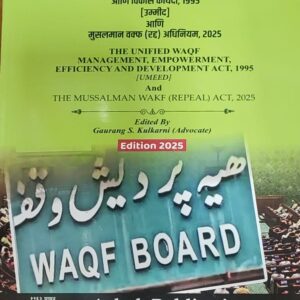 आणि विकास कायदा, 1995
[उम्मीद]
आणि
मुसलमान वक्फ (रद्द) अधिनियम, 2025
THE UNIFIED WAQF
MANAGEMENT, EMPOWERMENT,
EFFICIENCY AND DEVELOPMENT ACT, 1995
[UMEED]
And
THE MUSSALMAN WAKF (REPEAL) ACT, 2025
Edited By
Gaurang S. Kulkarni (Advocate)
Edition 2025
ھیہ پردیش وقف
WAQF BOARD